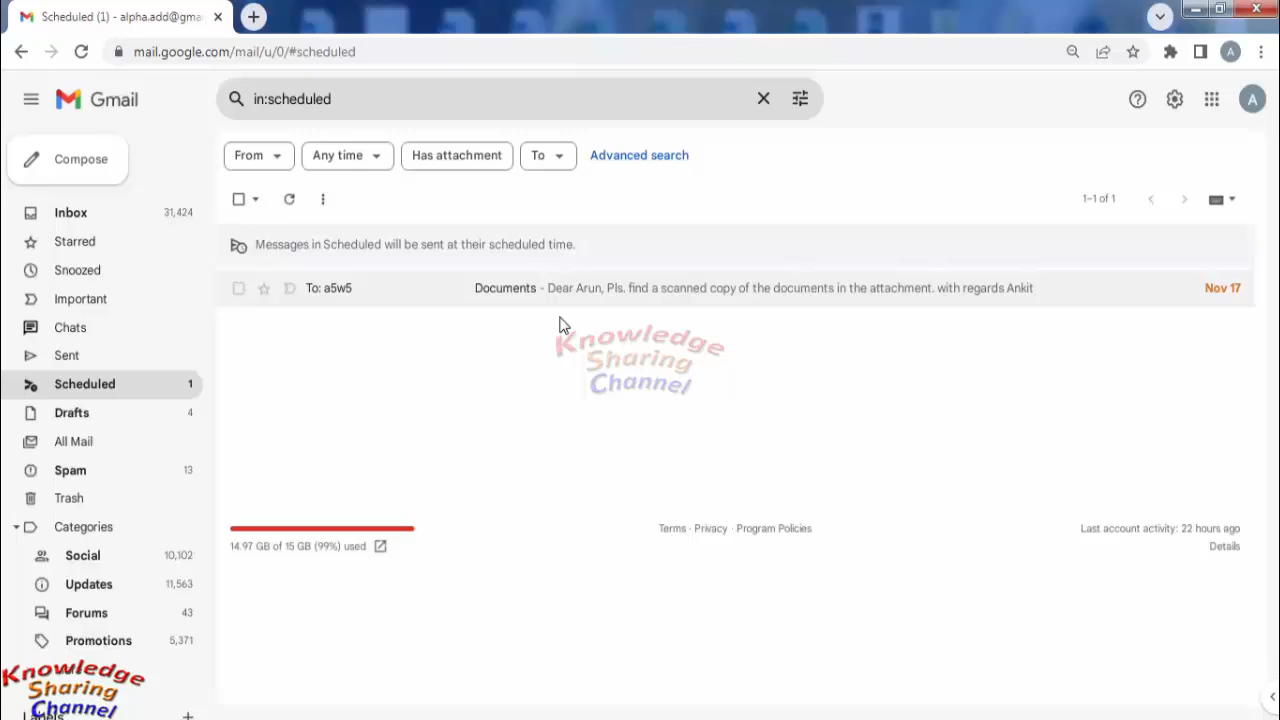 Scheduled (1) - alpha.add@gma
mail.google.com/mail/u/0/#scheduled
A
Gmail
in:scheduled
A
Compose
From
Any time
Has attachment
To
Advanced search
1–1 of 1
Inbox 31,424
Starred
Snoozed
Important
Chats
Sent
Scheduled 1
Drafts 4
All Mail
Spam 13
Trash
Categories
Social 10,102
Updates 11,563
Forums 43
Promotions 5,371
Labels
Messages in Scheduled will be sent at their scheduled time.
To: a5w5 Documents - Dear Arun, Pls. find a scanned copy of the documents in the attachment. with regards Ankit Nov 17
Knowledge
Sharing
Channel
14.97 GB of 15 GB (99%) used
Terms · Privacy · Program Policies
Last account activity: 22 hours ago
Details
Knowledge
Sharing
Channel